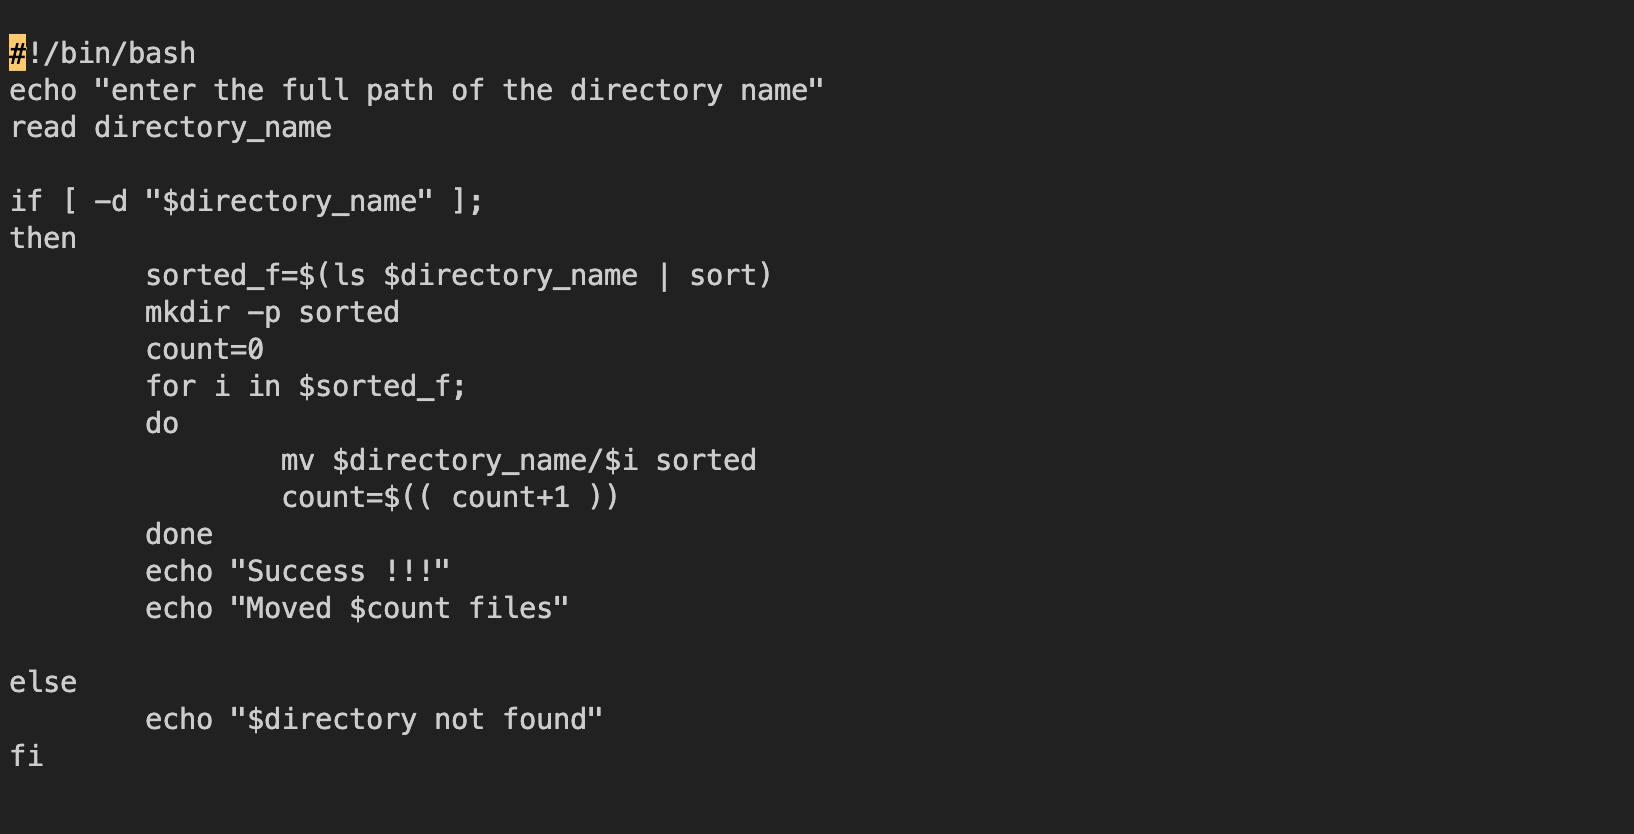 #!/bin/bash
echo "enter the full path of the directory name"
read directory_name

if [ -d "$directory_name" ];
then
        sorted_f=$(ls $directory_name | sort)
        mkdir -p sorted
        count=0
        for i in $sorted_f;
        do
                mv $directory_name/$i sorted
                count=$(( count+1 ))
        done
        echo "Success !!!"
        echo "Moved $count files"

else
        echo "$directory not found"
fi